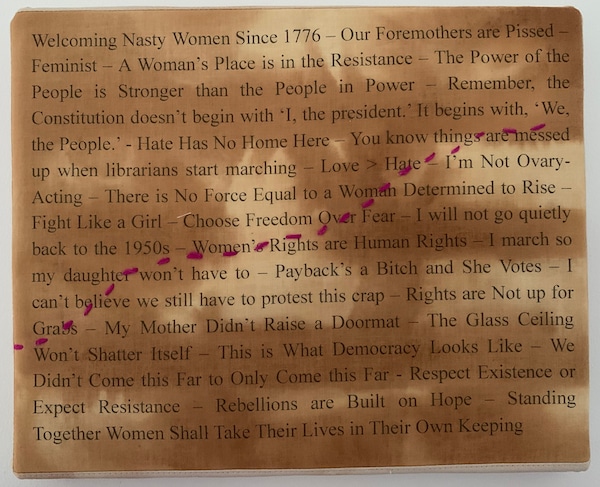 Welcoming Nasty Women Since 1776 – Our Foremothers are Pissed –
Feminist – A Woman's Place is in the Resistance – The Power of the
People is Stronger than the People in Power – Remember, the
Constitution doesn't begin with 'I, the president.' It begins with, 'We,
the People.' - Hate Has No Home Here – You know things are messed
up when librarians start marching – Love > Hate – I'm Not Ovary-
Acting – There is No Force Equal to a Woman Determined to Rise –
Fight Like a Girl – Choose Freedom Over Fear – I will not go quietly
back to the 1950s – Women's Rights are Human Rights – I march so
my daughter won't have to – Payback's a Bitch and She Votes – I
can't believe we still have to protest this crap – Rights are Not up for
Grabs – My Mother Didn't Raise a Doormat – The Glass Ceiling
Won't Shatter Itself – This is What Democracy Looks Like – We
Didn't Come this Far to Only Come this Far - Respect Existence or
Expect Resistance – Rebellions are Built on Hope – Standing
Together Women Shall Take Their Lives in Their Own Keeping